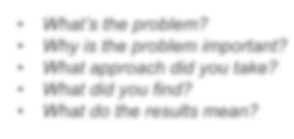 • What's the problem?
• Why is the problem important?
• What approach did you take?
• What did you find?
• What do the results mean?